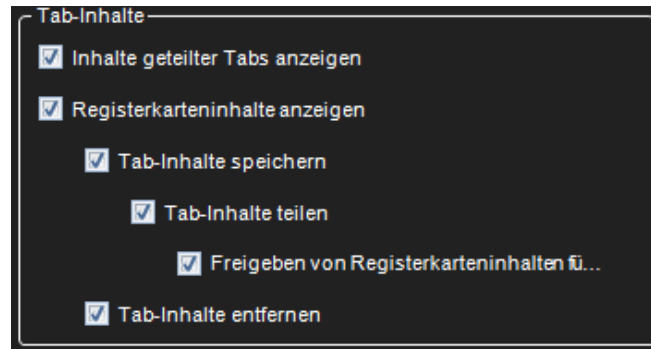 Tab-Inhalte
Inhalte geteilter Tabs anzeigen
Registerkarteninhalte anzeigen
Tab-Inhalte speichern
Tab-Inhalte teilen
Freigeben von Registerkarteninhalten fü...
Tab-Inhalte entfernen